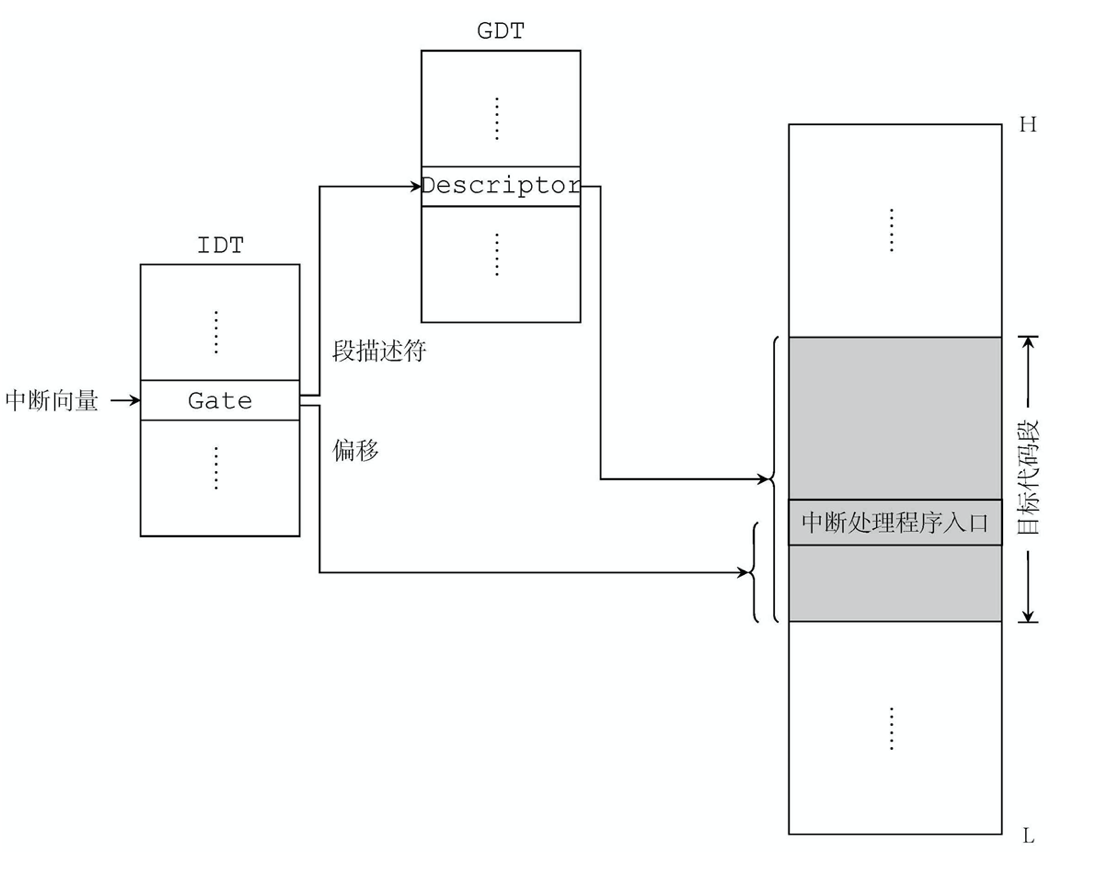 GDT
H
Descriptor
IDT
段描述符
中断向量
Gate
偏移
目标代码段
中断处理程序入口
L